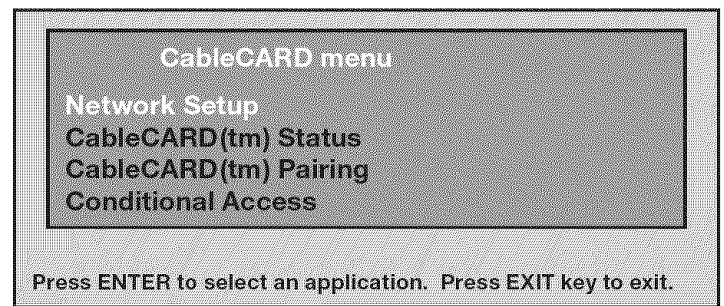 CableCARD menu
Network Setup
CableCARD(tm) Status
CableCARD(tm) Pairing
Conditional Access
Press ENTER to select an application. Press EXIT key to exit.